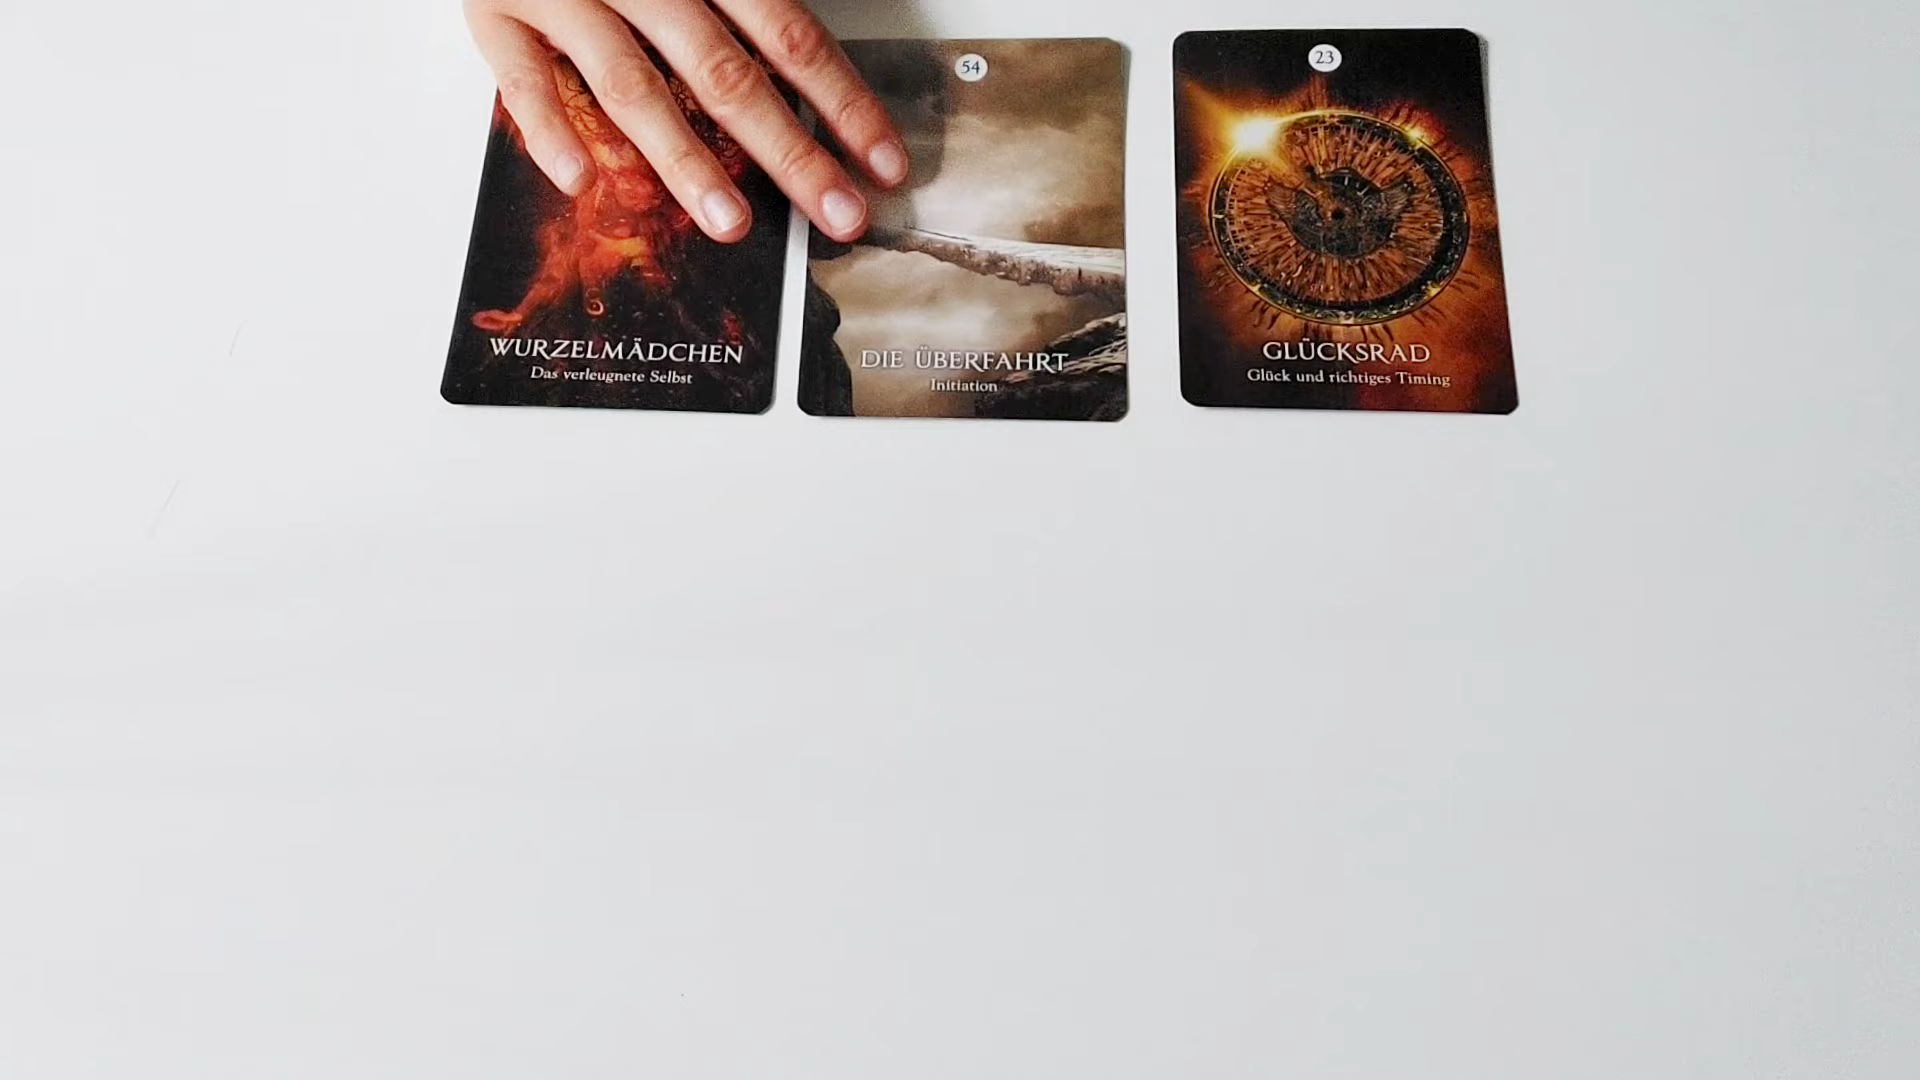 WURZELMÄDCHEN
Das verleugnete Selbst
54
DIE ÜBERFAHRT
Initiation
23
GLÜCKSRAD
Glück und richtiges Timing